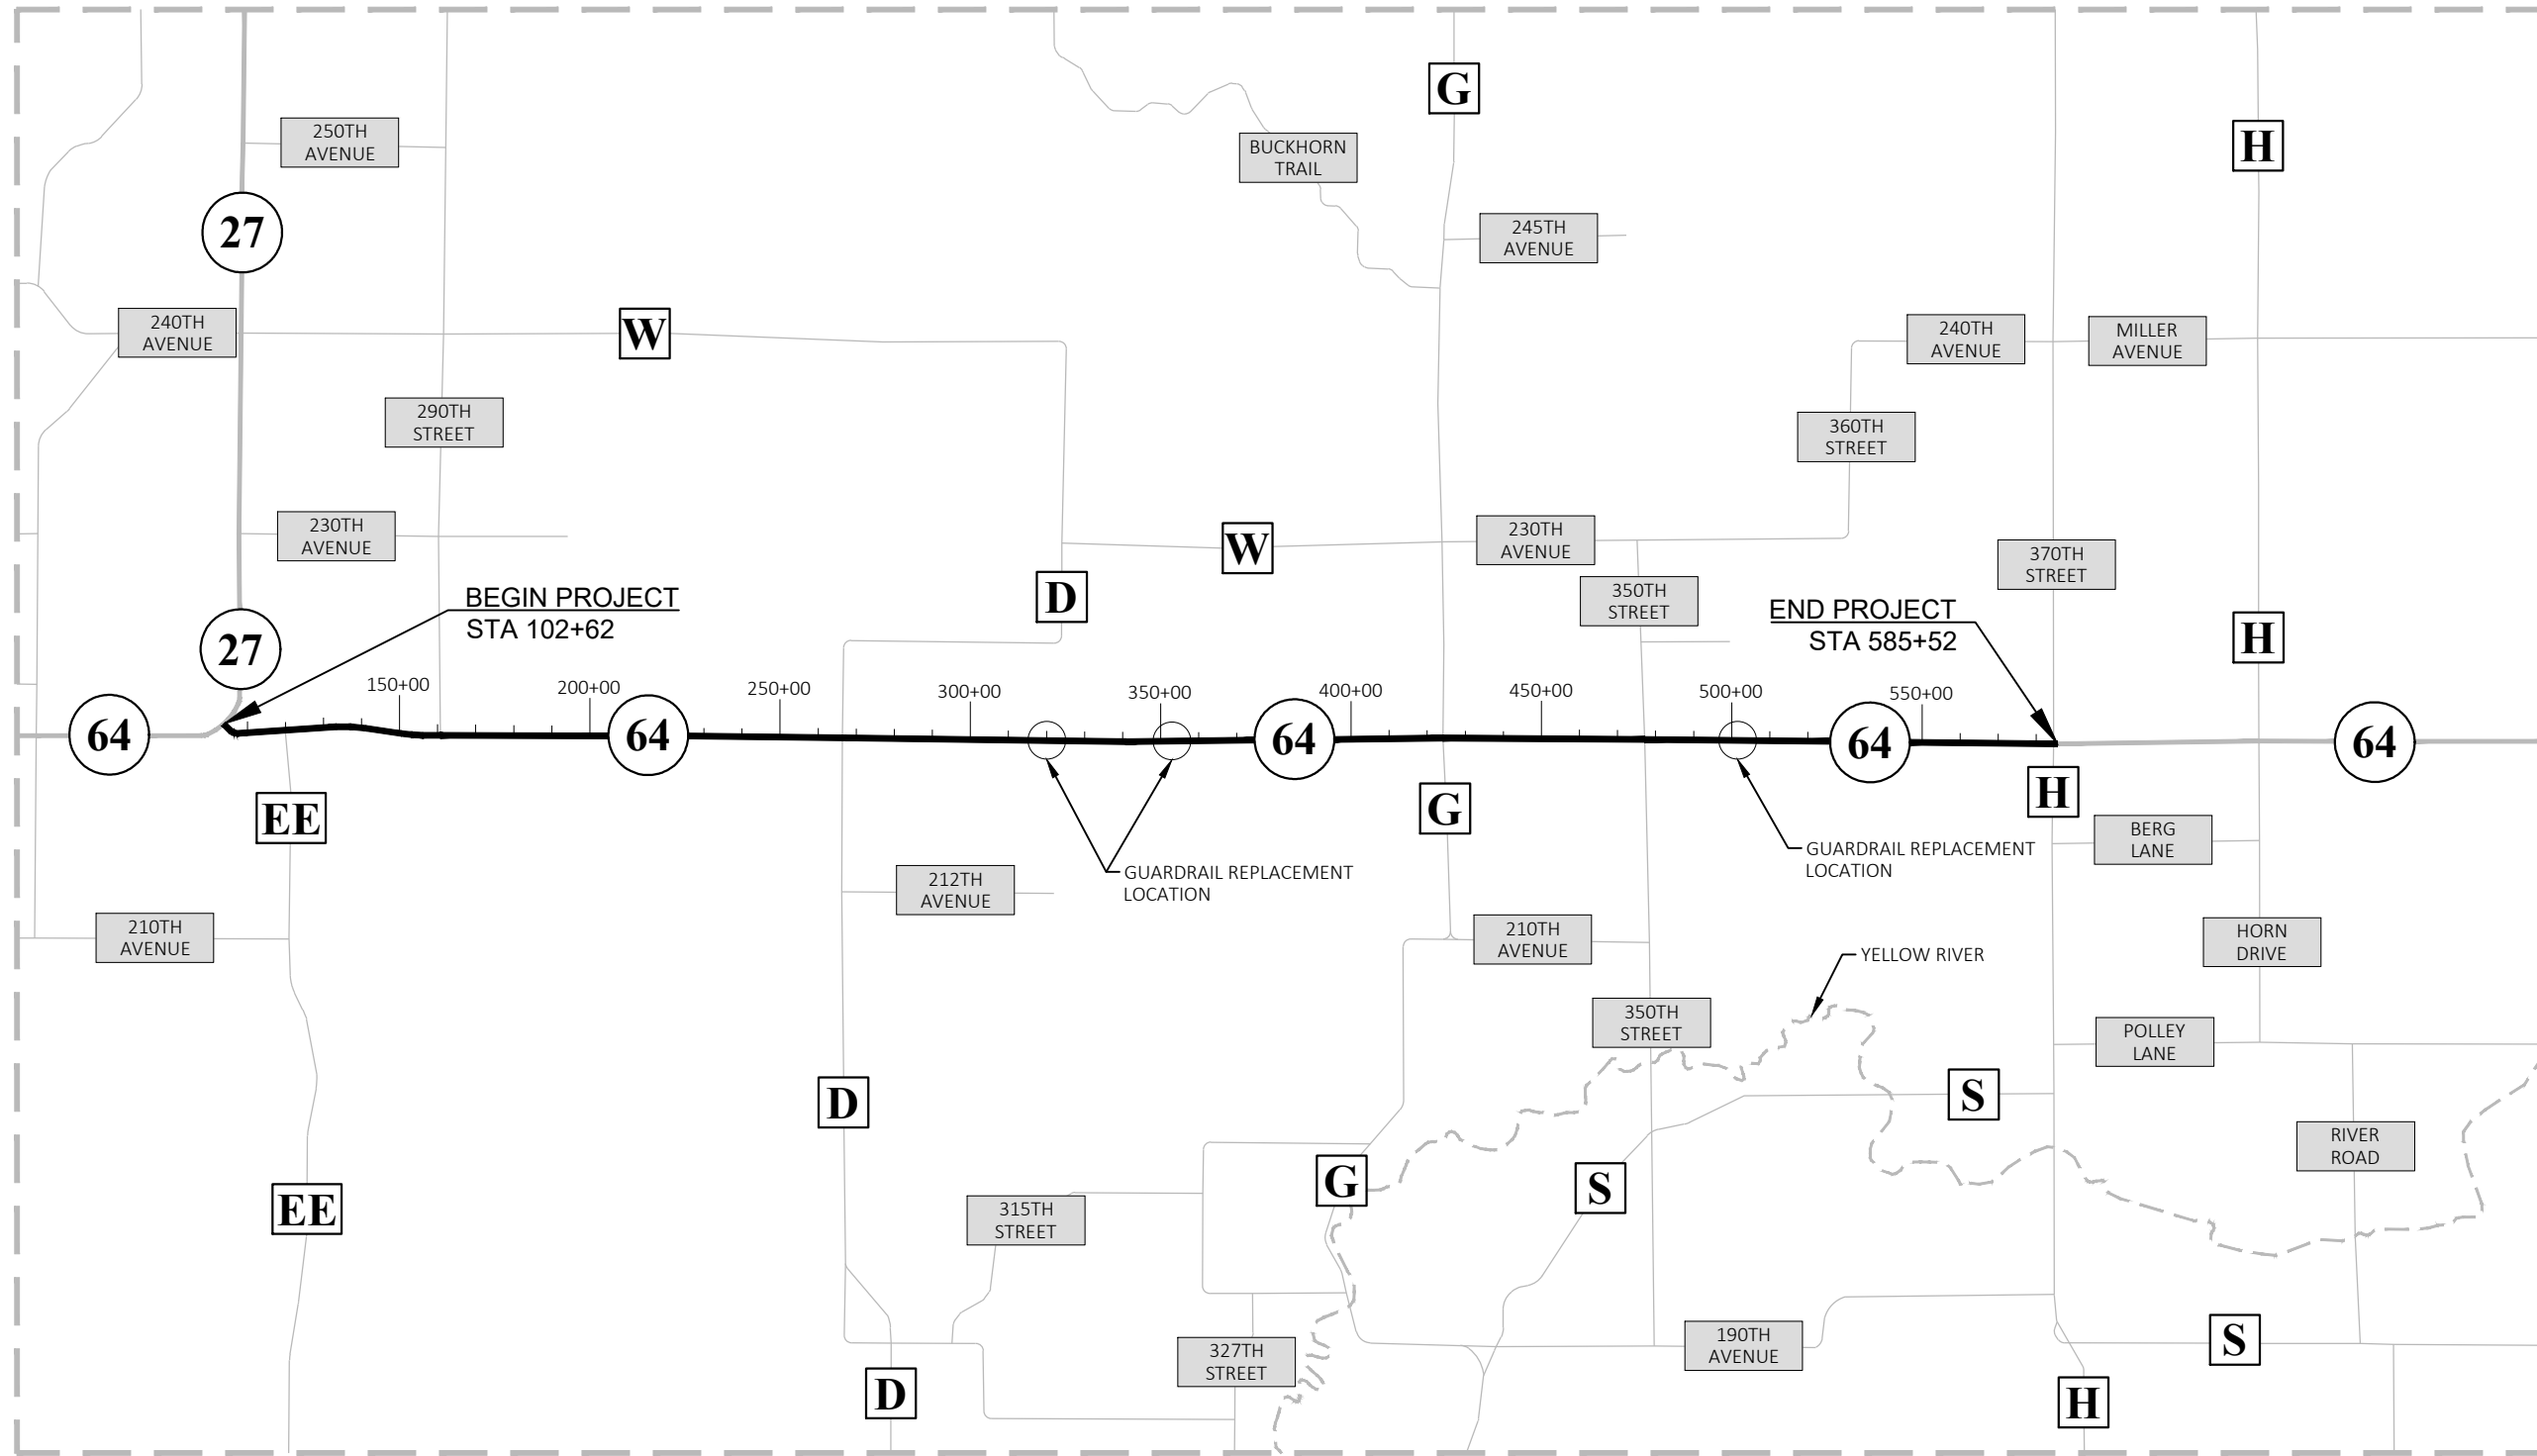 G
250TH
AVENUE
BUCKHORN
TRAIL
H
27
245TH
AVENUE
240TH
AVENUE
W
240TH
AVENUE
MILLER
AVENUE
290TH
STREET
360TH
STREET
230TH
AVENUE
W
230TH
AVENUE
370TH
STREET
BEGIN PROJECT
STA 102+62
D
350TH
STREET
END PROJECT
STA 585+52
H
27
150+00
200+00
250+00
300+00
350+00
400+00
450+00
500+00
550+00
64
64
64
64
64
EE
G
H
GUARDRAIL REPLACEMENT
LOCATION
GUARDRAIL REPLACEMENT
LOCATION
BERG
LANE
212TH
AVENUE
210TH
AVENUE
210TH
AVENUE
HORN
DRIVE
YELLOW RIVER
350TH
STREET
POLLEY
LANE
D
S
RIVER
ROAD
EE
G
S
315TH
STREET
327TH
STREET
190TH
AVENUE
S
D
H